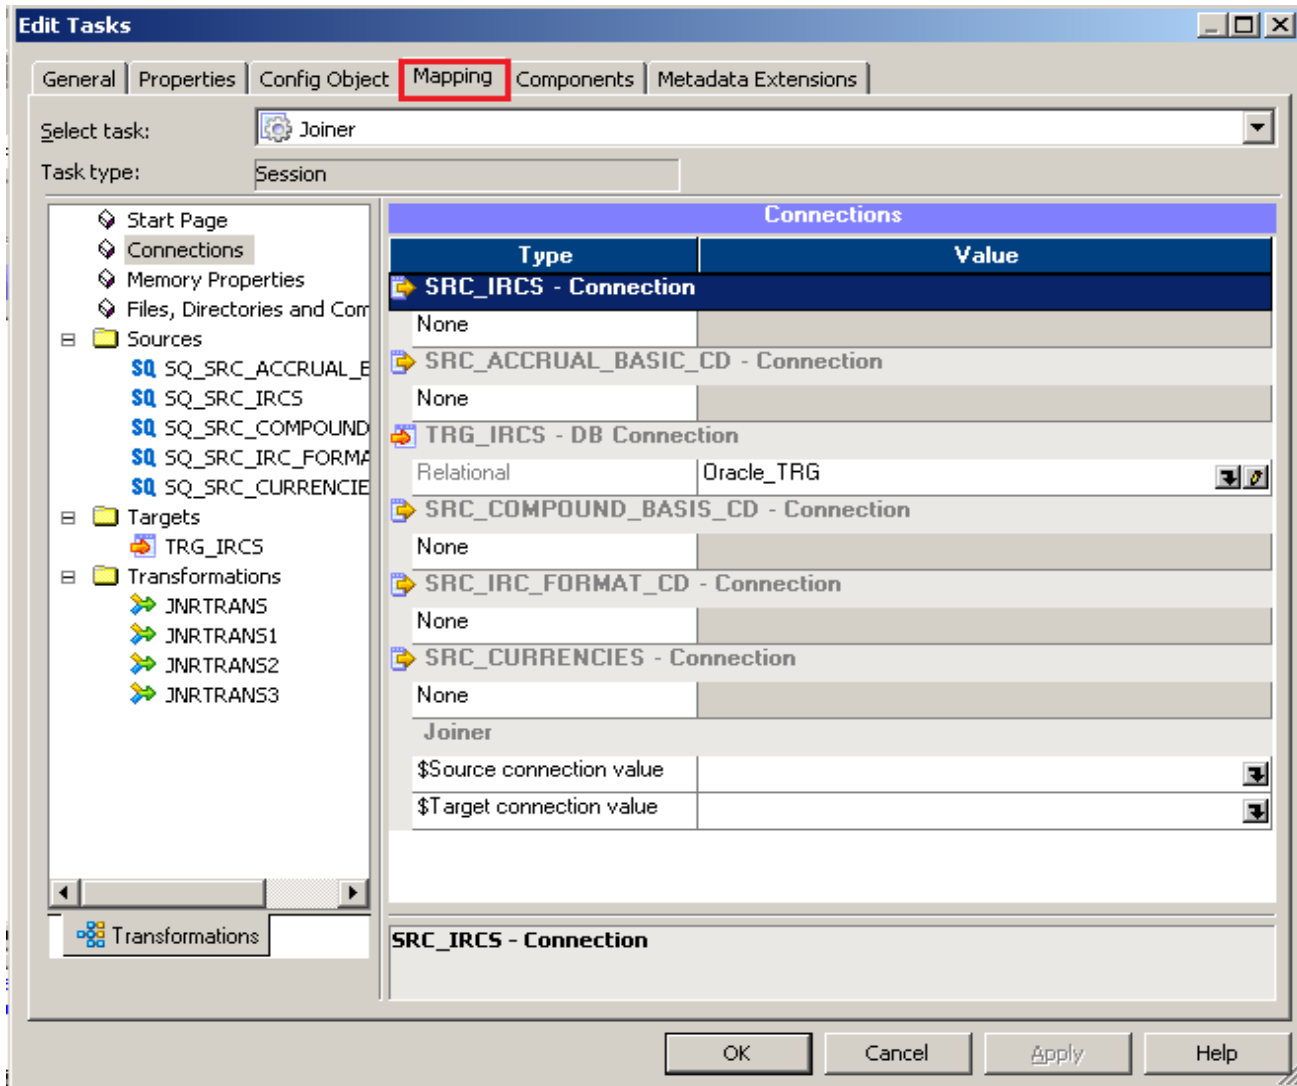 Edit Tasks
General Properties Config Object Mapping Components Metadata Extensions
Select task: Joiner
Task type: Session
Start Page
Connections
Memory Properties
Files, Directories and Com
Sources
SQ SQ_SRC_ACCRUAL_E
SQ SQ_SRC_IRCS
SQ SQ_SRC_COMPOUND
SQ SQ_SRC_IRC_FORMA
SQ SQ_SRC_CURRENCIE
Targets
TRG_IRCS
Transformations
JNRTRANS
JNRTRANS1
JNRTRANS2
JNRTRANS3
Transformations
Connections
Type Value
SRC_IRCS - Connection
None
SRC_ACCRUAL_BASIC_CD - Connection
None
TRG_IRCS - DB Connection
Relational Oracle_TRG
SRC_COMPOUND_BASIS_CD - Connection
None
SRC_IRC_FORMAT_CD - Connection
None
SRC_CURRENCIES - Connection
None
Joiner
$Source connection value
$Target connection value
SRC_IRCS - Connection
OK Cancel Apply Help